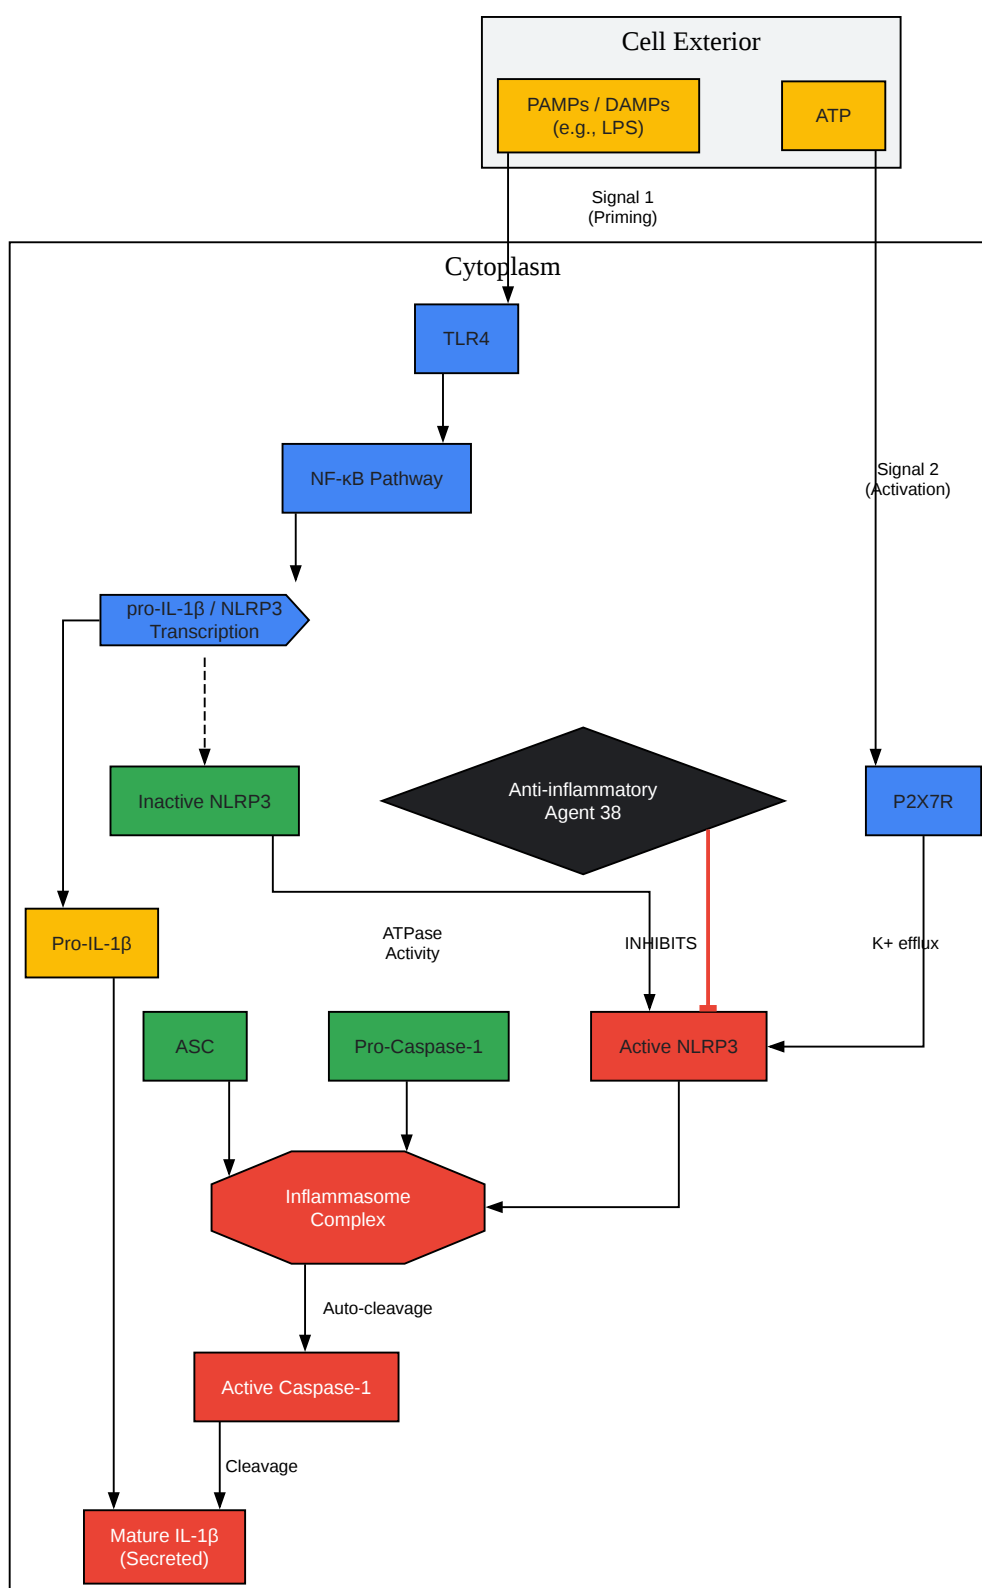 Cell Exterior
PAMPs / DAMPs
(e.g., LPS)
ATP
Signal 1
(Priming)
Cytoplasm
TLR4
NF-κB Pathway
Signal 2
(Activation)
pro-IL-1β / NLRP3
Transcription
Inactive NLRP3
Anti-inflammatory
Agent 38
P2X7R
Pro-IL-1β
ATPase
Activity
INHIBITS
K+ efflux
ASC
Pro-Caspase-1
Active NLRP3
Inflammasome
Complex
Auto-cleavage
Active Caspase-1
Cleavage
Mature IL-1β
(Secreted)